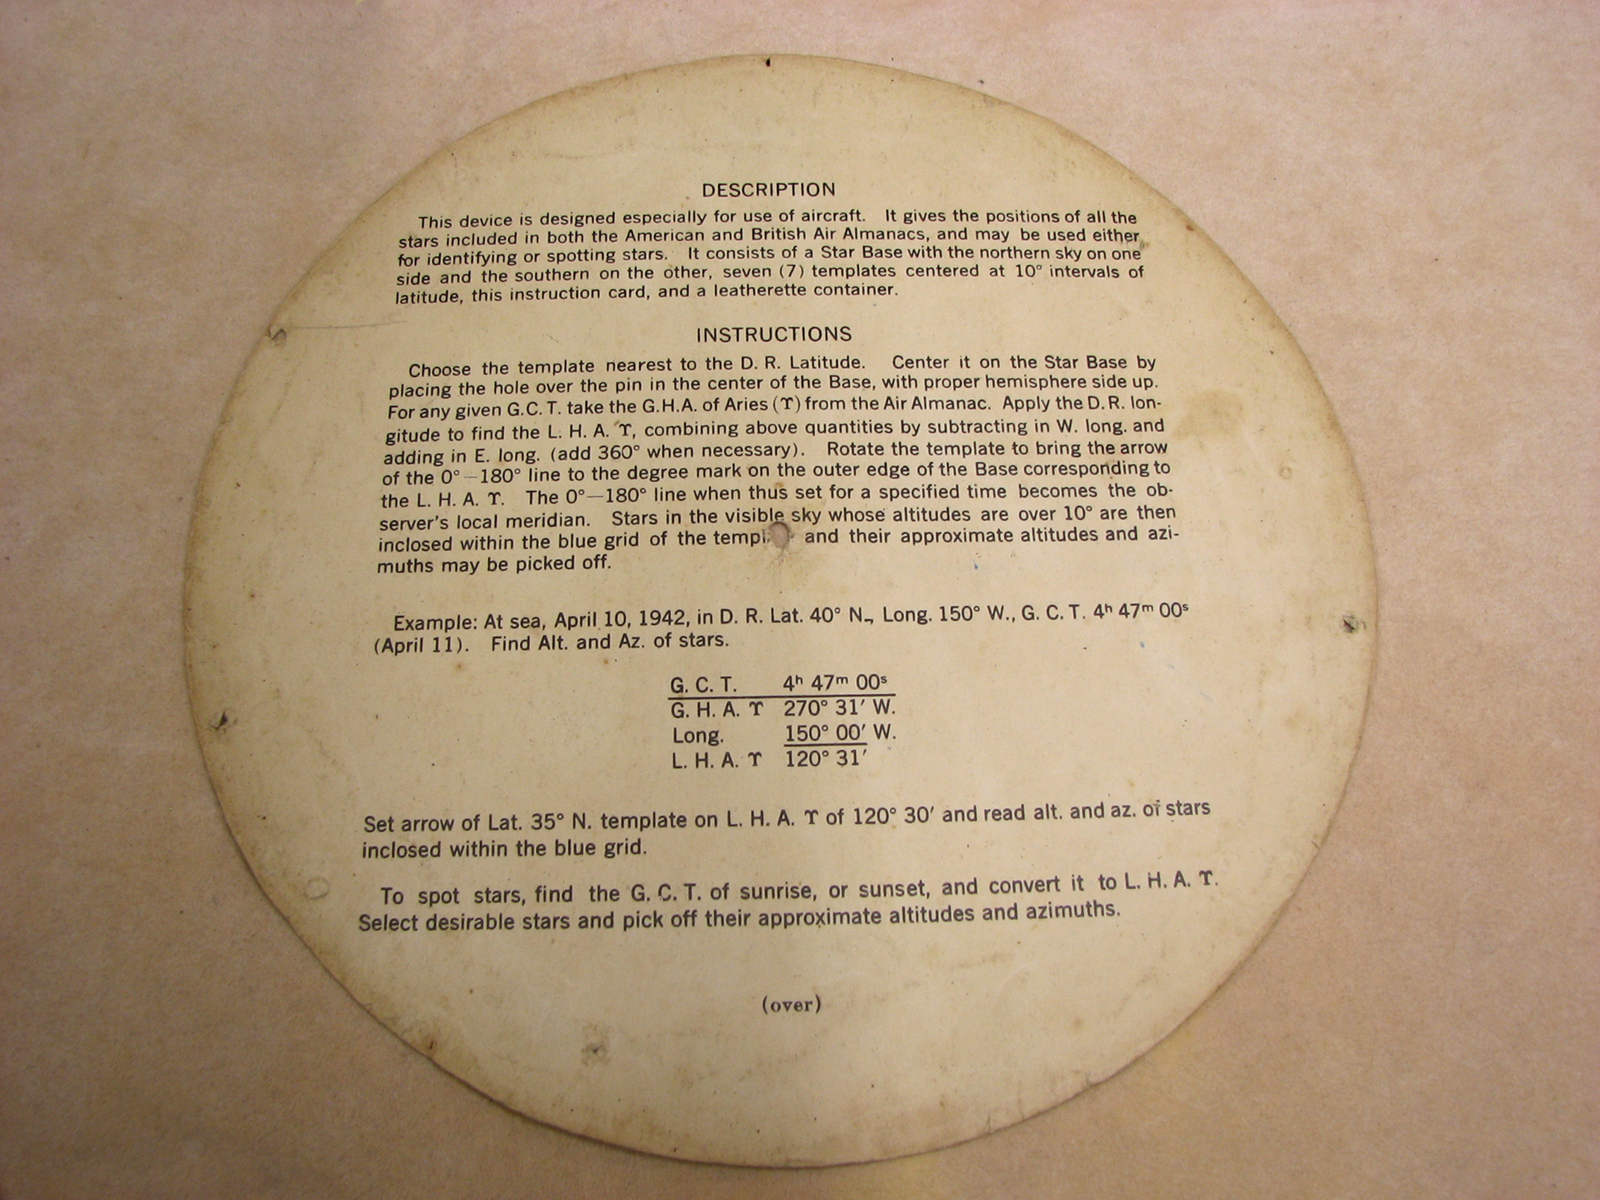 DESCRIPTION
This device is designed especially for use of aircraft. It gives the positions of all the
stars included in both the American and British Air Almanacs, and may be used either
for identifying or spotting stars. It consists of a Star Base with the northern sky on one
side and the southern on the other, seven (7) templates centered at 10° intervals of
latitude, this instruction card, and a leatherette container.
INSTRUCTIONS
Choose the template nearest to the D. R. Latitude. Center it on the Star Base by
placing the hole over the pin in the center of the Base, with proper hemisphere side up.
For any given G.C.T. take the G.H.A. of Aries (♈) from the Air Almanac. Apply the D.R. lon-
gitude to find the L. H. A. ♈, combining above quantities by subtracting in W. long. and
adding in E. long. (add 360° when necessary). Rotate the template to bring the arrow
of the 0°—180° line to the degree mark on the outer edge of the Base corresponding to
the L. H. A. ♈. The 0°—180° line when thus set for a specified time becomes the ob-
server's local meridian. Stars in the visible sky whose altitudes are over 10° are then
inclosed within the blue grid of the and their approximate altitudes and azi-
muths may be picked off.
Example: At sea, April 10, 1942, in D. R. Lat. 40° N., Long. 150° W., G. C. T. 4ʰ 47ᵐ 00ˢ
(April 11). Find Alt. and Az. of stars.
G. C. T. 4ʰ 47ᵐ 00ˢ
G. H. A. ♈ 270° 31′ W.
Long. 150° 00′ W.
L. H. A. ♈ 120° 31′
Set arrow of Lat. 35° N. template on L. H. A. ♈ of 120° 30′ and read alt. and az. of stars
inclosed within the blue grid.
To spot stars, find the G. C. T. of sunrise, or sunset, and convert it to L. H. A. ♈.
Select desirable stars and pick off their approximate altitudes and azimuths.
(over)